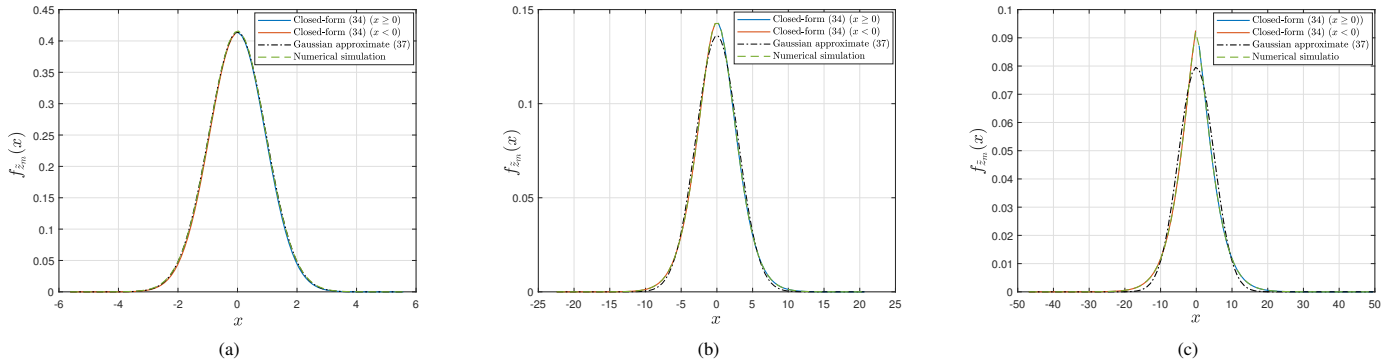 0.45
0.4
0.35
0.3
0.25
0.2
0.15
0.1
0.05
0
-6
-4
-2
0
2
4
6
x
f_{z̃_m}(x)
Closed-form (34) (x ≥ 0)
Closed-form (34) (x < 0)
Gaussian approximate (37)
Numerical simulation
(a)
0.15
0.1
0.05
0
-25
-20
-15
-10
-5
0
5
10
15
20
25
x
f_{z̃_m}(x)
Closed-form (34) (x ≥ 0)
Closed-form (34) (x < 0)
Gaussian approximate (37)
Numerical simulation
(b)
0.1
0.09
0.08
0.07
0.06
0.05
0.04
0.03
0.02
0.01
0
-50
-40
-30
-20
-10
0
10
20
30
40
50
x
f_{z̃_m}(x)
Closed-form (34) (x ≥ 0))
Closed-form (34) (x < 0)
Gaussian approximate (37)
Numerical simulatio
(c)